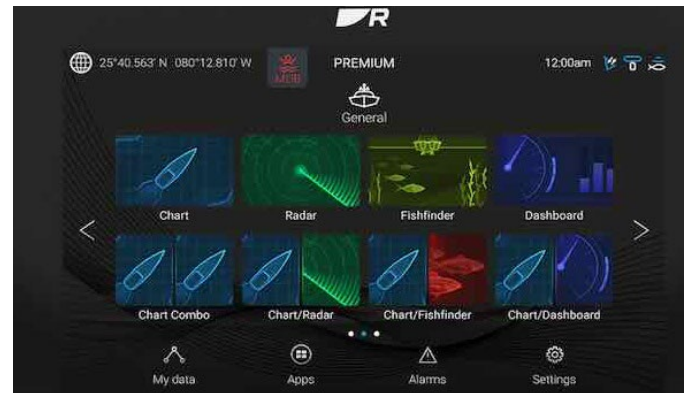 R
25°40.563' N 080°12.810' W MOB PREMIUM 12:00am
General
Chart Radar Fishfinder Dashboard
Chart Combo Chart/Radar Chart/Fishfinder Chart/Dashboard
My data Apps Alarms Settings